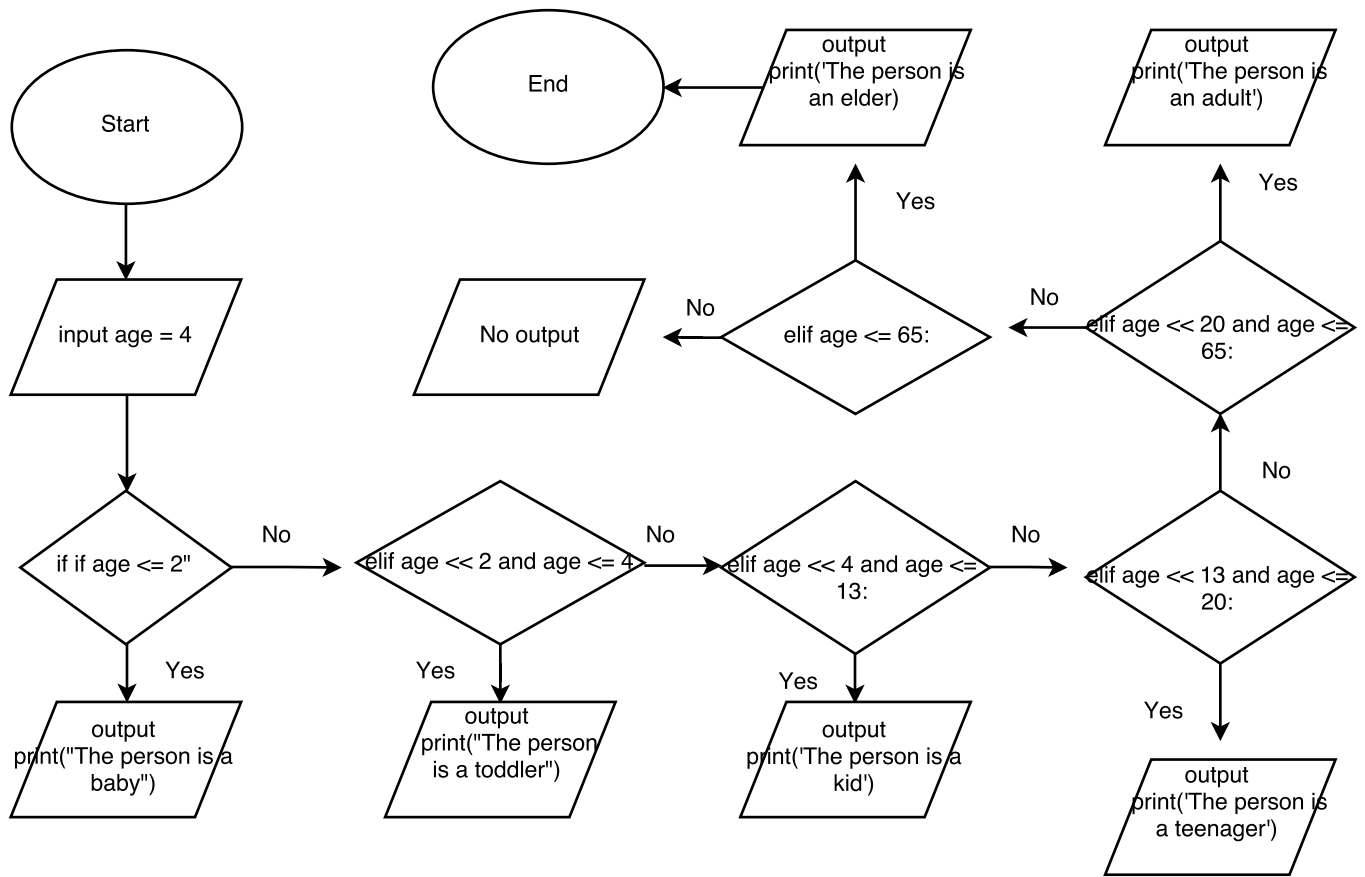 Start
input age = 4
if if age <= 2"
Yes
output
print("The person is a
baby")
No
elif age << 2 and age <= 4
Yes
output
print("The person
is a toddler")
No
elif age << 4 and age <=
13:
Yes
output
print('The person is a
kid')
No
elif age << 13 and age <=
20:
Yes
output
print('The person is
a teenager')
No
elif age << 20 and age <=
65:
Yes
output
print('The person is
an adult')
No
elif age <= 65:
Yes
output
print('The person is
an elder)
End
No
No output